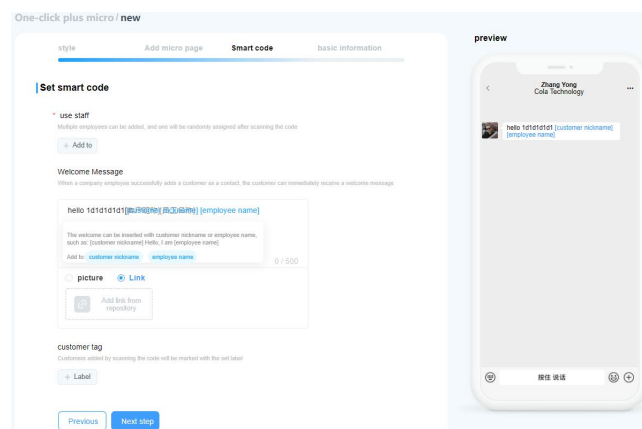 One-click plus micro / new
style
Add micro page
Smart code
basic information
Set smart code
* use staff
Multiple employees can be added, and one will be randomly assigned after scanning the code
+ Add to
Welcome Message
When a company employee successfully adds a customer as a contact, the customer can immediately receive a welcome message
hello 1d1d1d1d1 [employee name]
The welcome can be inserted with customer nickname or employee name,
such as: [customer nickname] Hello, I am [employee name]
Add to: customer nickname employee name
0 / 500
picture
Link
Add link from
repository
customer tag
Customers added by scanning the code will be marked with the set label
+ Label
Previous
Next step
preview
Zhang Yong
Cola Technology
hello 1d1d1d1d1 [customer nickname]
[employee name]
按住 说话